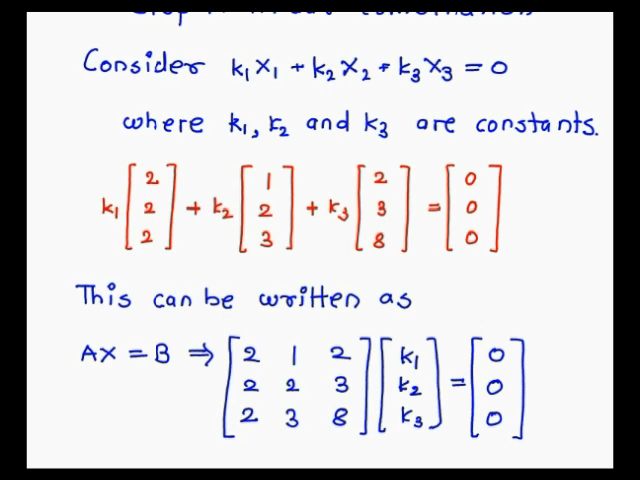 Consider k₁X₁ + k₂X₂ + k₃X₃ = 0
where k₁, k₂ and k₃ are constants.
k₁ [2 2 2] + k₂ [1 2 3] + k₃ [2 3 8] = [0 0 0]
This can be written as
AX = B ⇒ [2 1 2; 2 2 3; 2 3 8] [k₁ k₂ k₃] = [0 0 0]